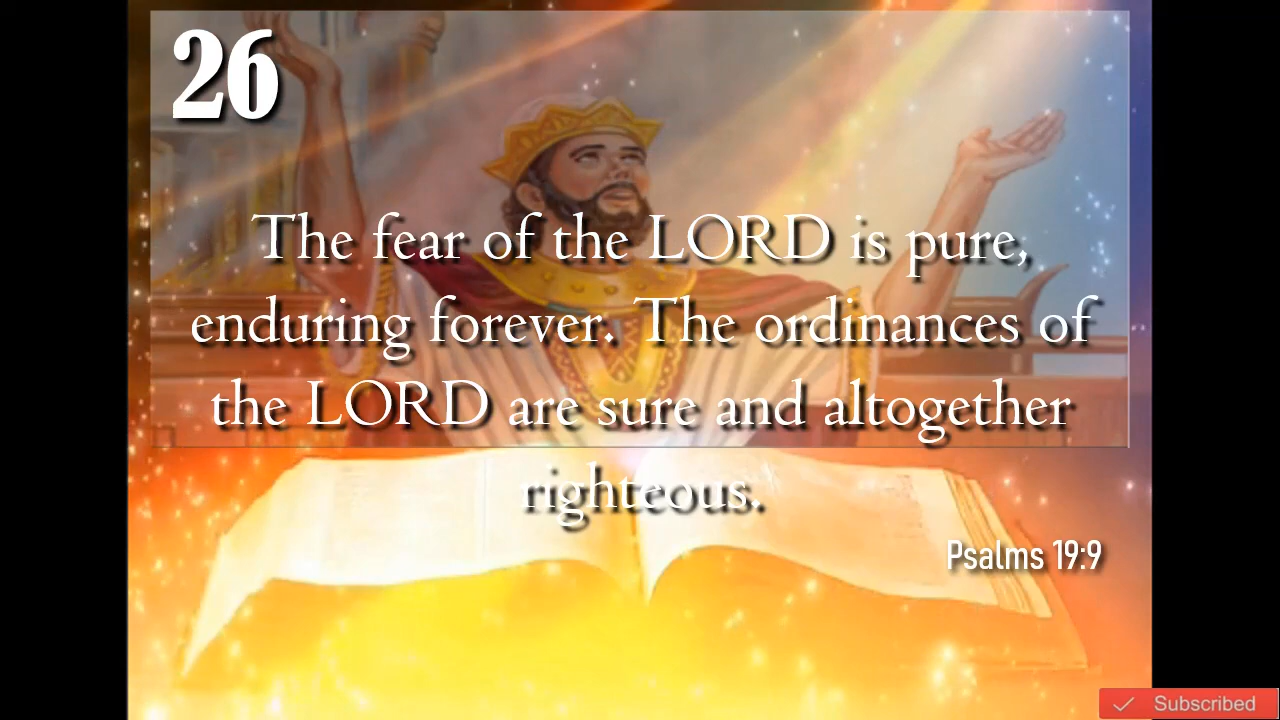 26
The fear of the LORD is pure,
enduring forever. The ordinances of
the LORD are sure and altogether
righteous.
Psalms 19:9
Subscribed